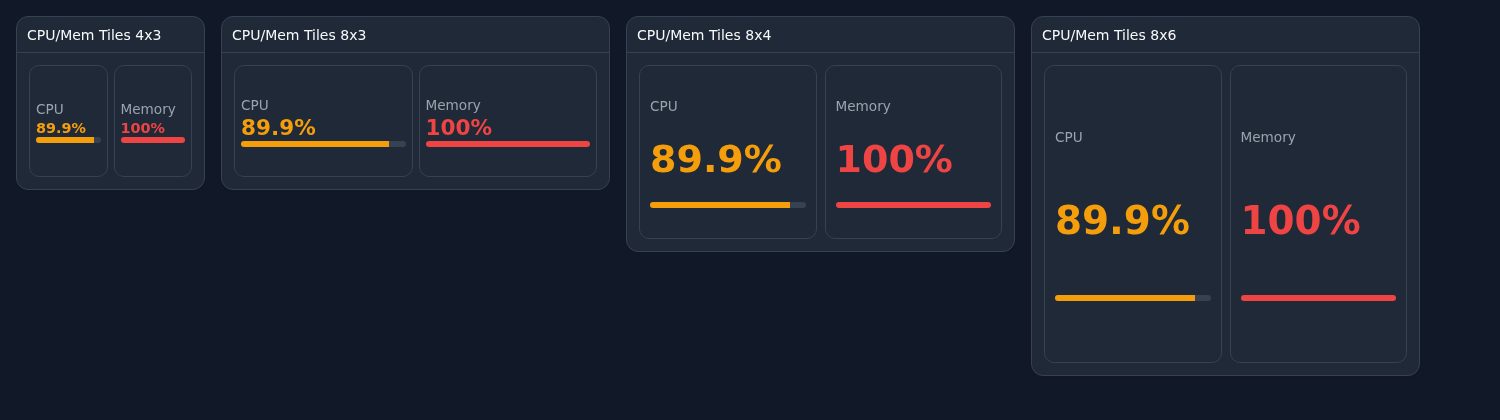 CPU/Mem Tiles 4x3
CPU
89.9%
Memory
100%
CPU/Mem Tiles 8x3
CPU
89.9%
Memory
100%
CPU/Mem Tiles 8x4
CPU
89.9%
Memory
100%
CPU/Mem Tiles 8x6
CPU
89.9%
Memory
100%